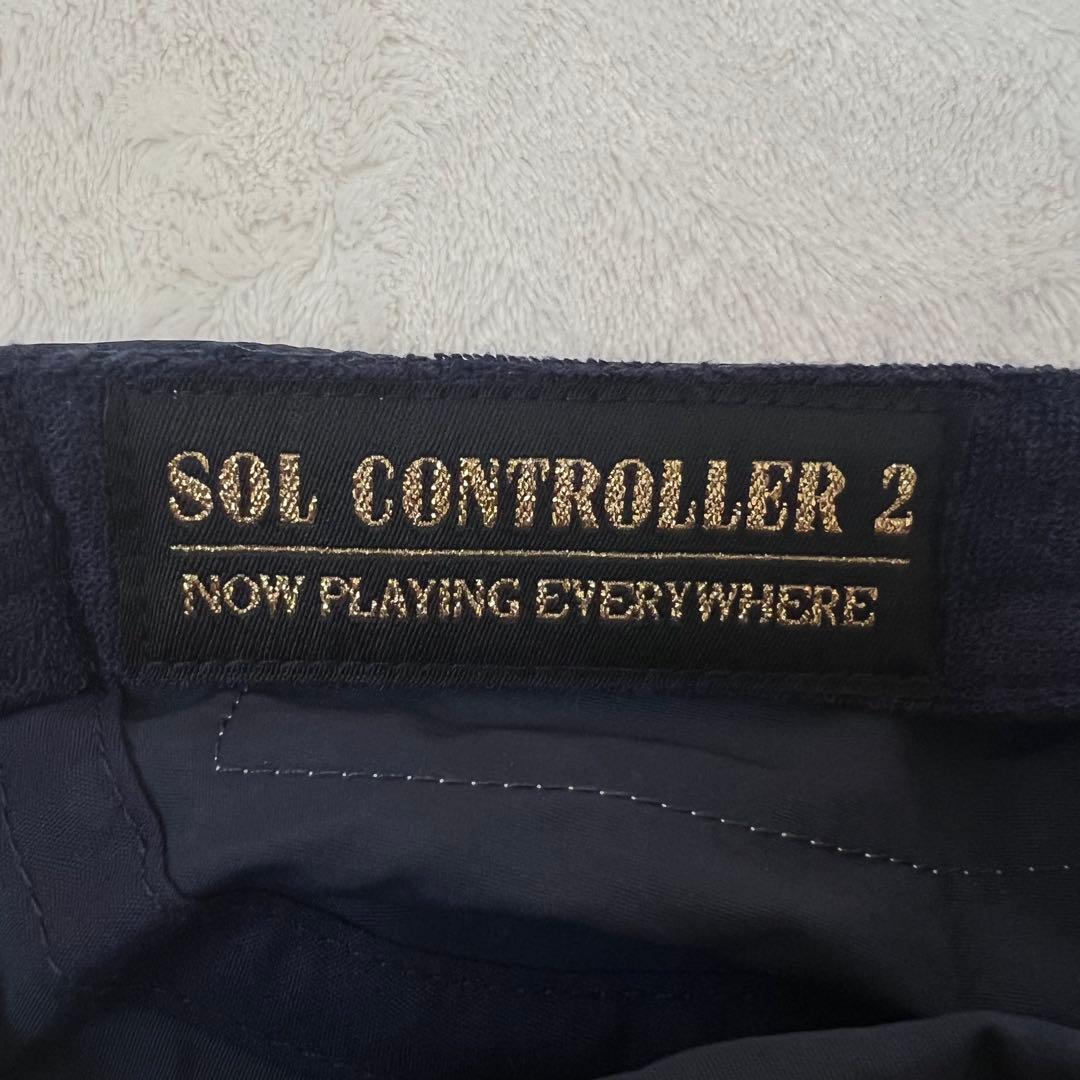 SOL CONTROLLER 2
NOW PLAYING EVERYWHERE